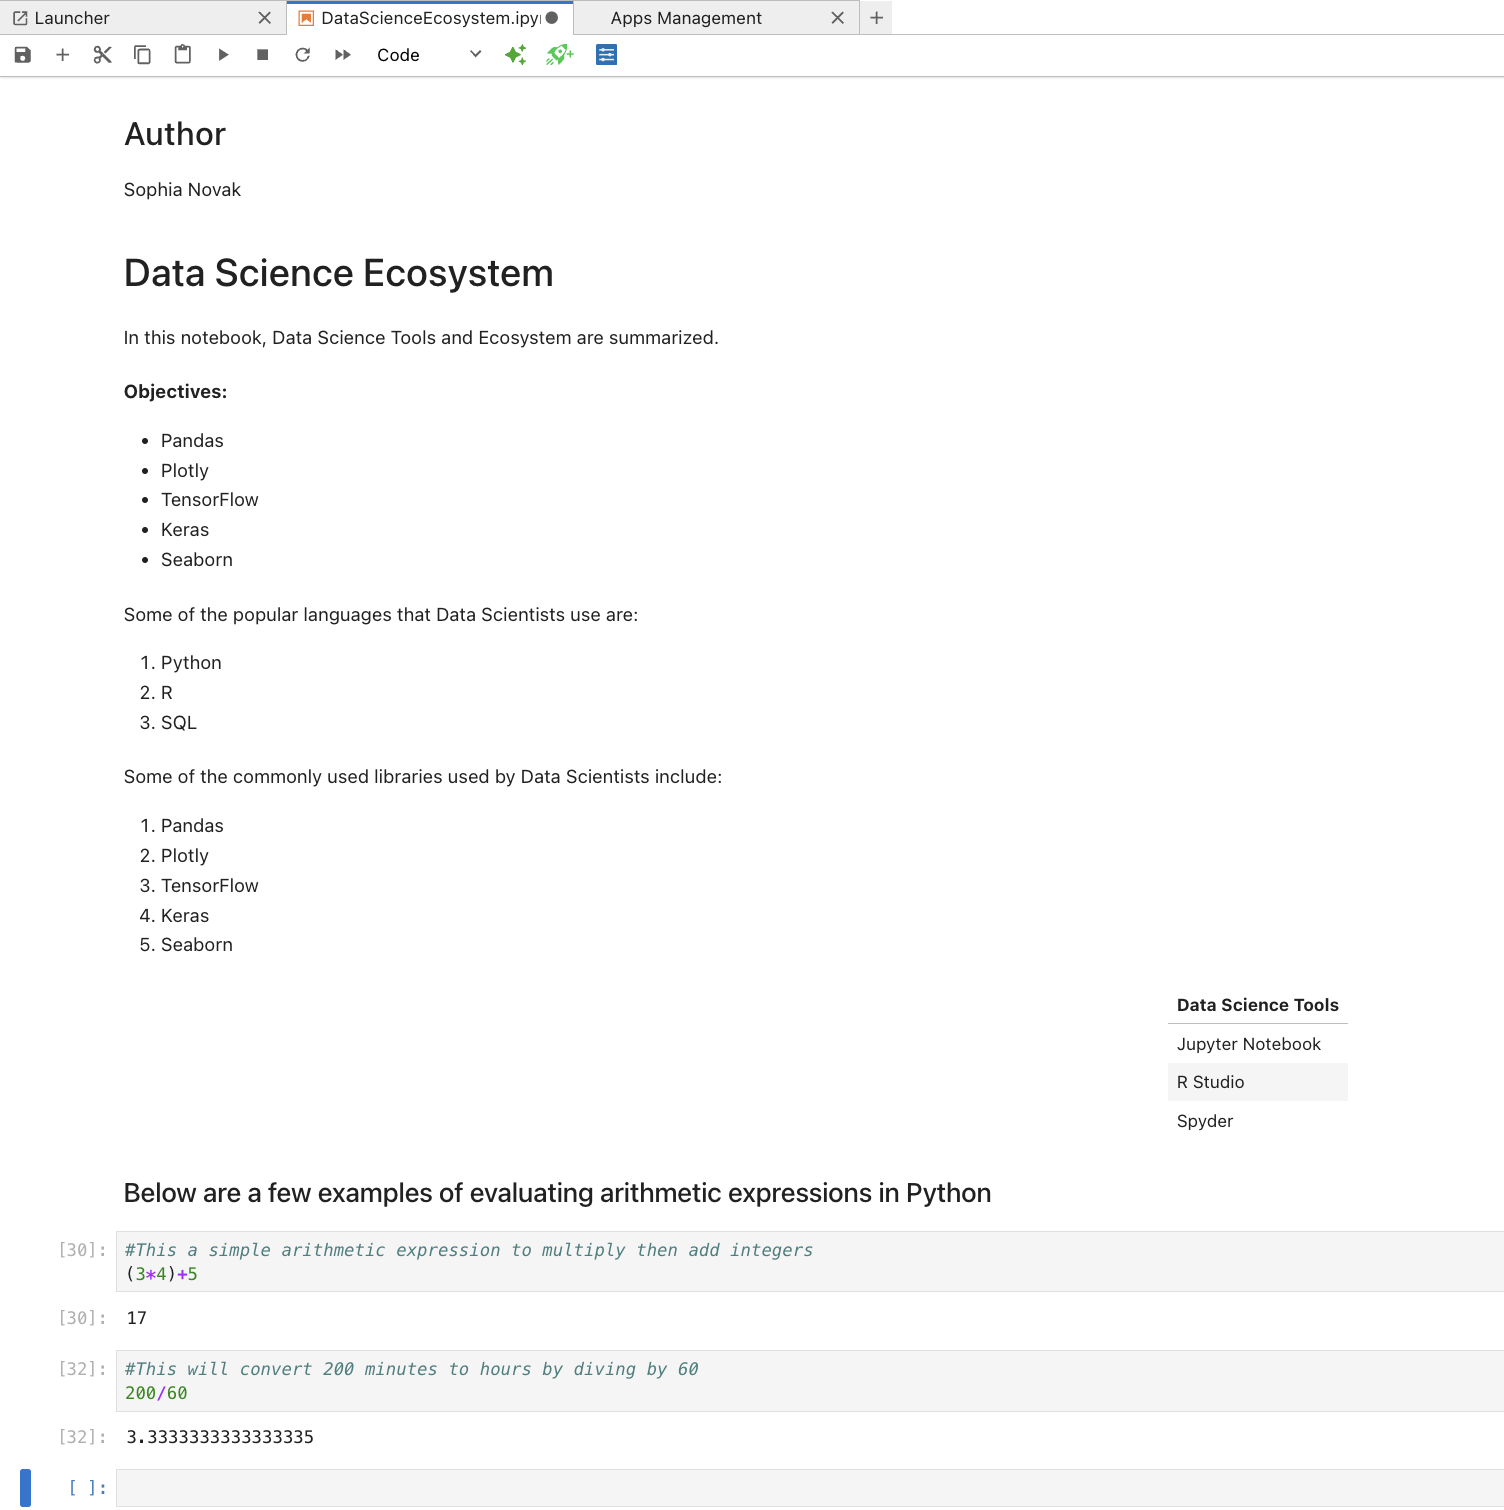 Launcher
DataScienceEcosystem.ipyn
Apps Management
Code
Author
Sophia Novak
Data Science Ecosystem
In this notebook, Data Science Tools and Ecosystem are summarized.
Objectives:
• Pandas
• Plotly
• TensorFlow
• Keras
• Seaborn
Some of the popular languages that Data Scientists use are:
1. Python
2. R
3. SQL
Some of the commonly used libraries used by Data Scientists include:
1. Pandas
2. Plotly
3. TensorFlow
4. Keras
5. Seaborn
Data Science Tools
Jupyter Notebook
R Studio
Spyder
Below are a few examples of evaluating arithmetic expressions in Python
[30]: #This a simple arithmetic expression to multiply then add integers
(3*4)+5
[30]: 17
[32]: #This will convert 200 minutes to hours by diving by 60
200/60
[32]: 3.3333333333333335
[ ]: